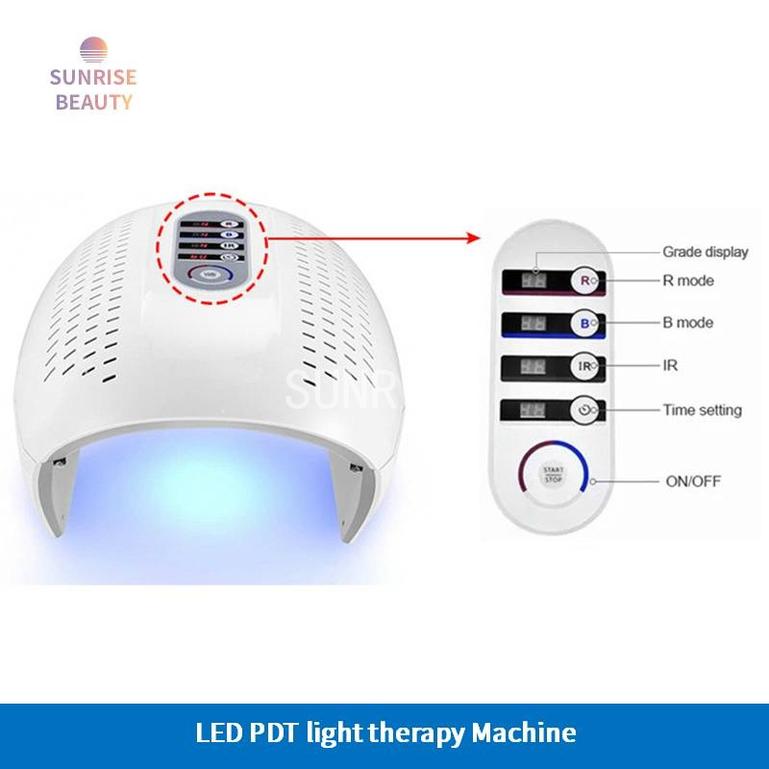 SUNRISE
BEAUTY
Grade display
R
R mode
B
B mode
IR
IR
Time setting
START
STOP
ON/OFF
R
B
IR
SUNR
LED PDT light therapy Machine